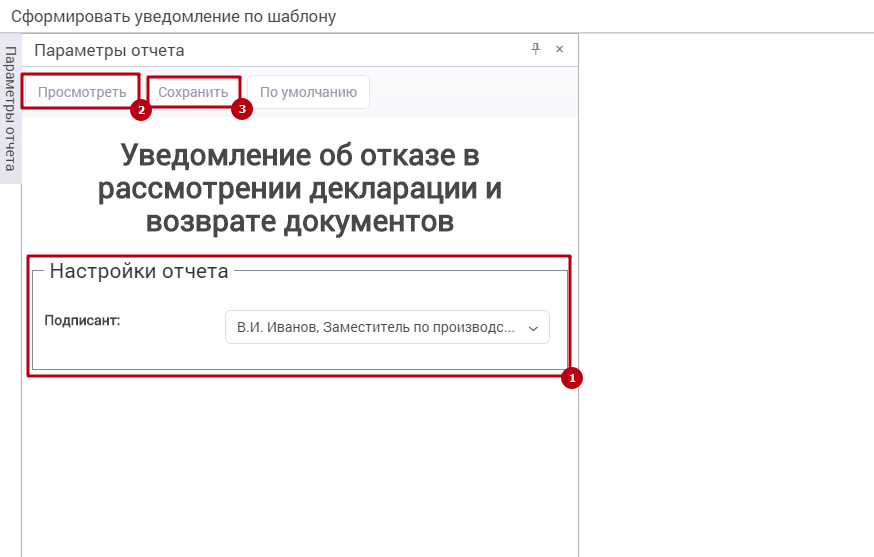 Сформировать уведомление по шаблону
Параметры отчета
Параметры отчета
Просмотреть
2
Сохранить
3
По умолчанию
Уведомление об отказе в
рассмотрении декларации и
возврате документов
Настройки отчета
Подписант:
В.И. Иванов, Заместитель по производс...
1